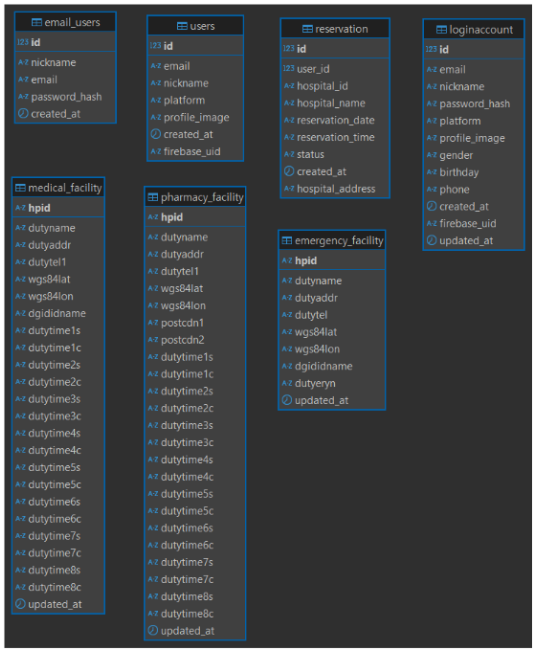 email_users
123 id
A-Z nickname
A-Z email
A-Z password_hash
created_at
users
123 id
A-Z email
A-Z nickname
A-Z platform
A-Z profile_image
created_at
A-Z firebase_uid
reservation
123 id
123 user_id
A-Z hospital_id
A-Z hospital_name
A-Z reservation_date
A-Z reservation_time
A-Z status
created_at
A-Z hospital_address
loginaccount
123 id
A-Z email
A-Z nickname
A-Z password_hash
A-Z platform
A-Z profile_image
A-Z gender
A-Z birthday
A-Z phone
created_at
A-Z firebase_uid
updated_at
medical_facility
A-Z hpid
A-Z dutyname
A-Z dutyaddr
A-Z dutytel1
A-Z wgs84lat
A-Z wgs84lon
A-Z dgididname
A-Z dutytime1s
A-Z dutytime1c
A-Z dutytime2s
A-Z dutytime2c
A-Z dutytime3s
A-Z dutytime3c
A-Z dutytime4s
A-Z dutytime4c
A-Z dutytime5s
A-Z dutytime5c
A-Z dutytime6s
A-Z dutytime6c
A-Z dutytime7s
A-Z dutytime7c
A-Z dutytime8s
A-Z dutytime8c
updated_at
pharmacy_facility
A-Z hpid
A-Z dutyname
A-Z dutyaddr
A-Z dutytel1
A-Z wgs84lat
A-Z wgs84lon
A-Z postcdn1
A-Z postcdn2
A-Z dutytime1s
A-Z dutytime1c
A-Z dutytime2s
A-Z dutytime2c
A-Z dutytime3s
A-Z dutytime3c
A-Z dutytime4s
A-Z dutytime4c
A-Z dutytime5s
A-Z dutytime5c
A-Z dutytime6s
A-Z dutytime6c
A-Z dutytime7s
A-Z dutytime7c
A-Z dutytime8s
A-Z dutytime8c
updated_at
emergency_facility
A-Z hpid
A-Z dutyname
A-Z dutyaddr
A-Z dutytel
A-Z wgs84lat
A-Z wgs84lon
A-Z dgididname
A-Z dutyeryn
updated_at